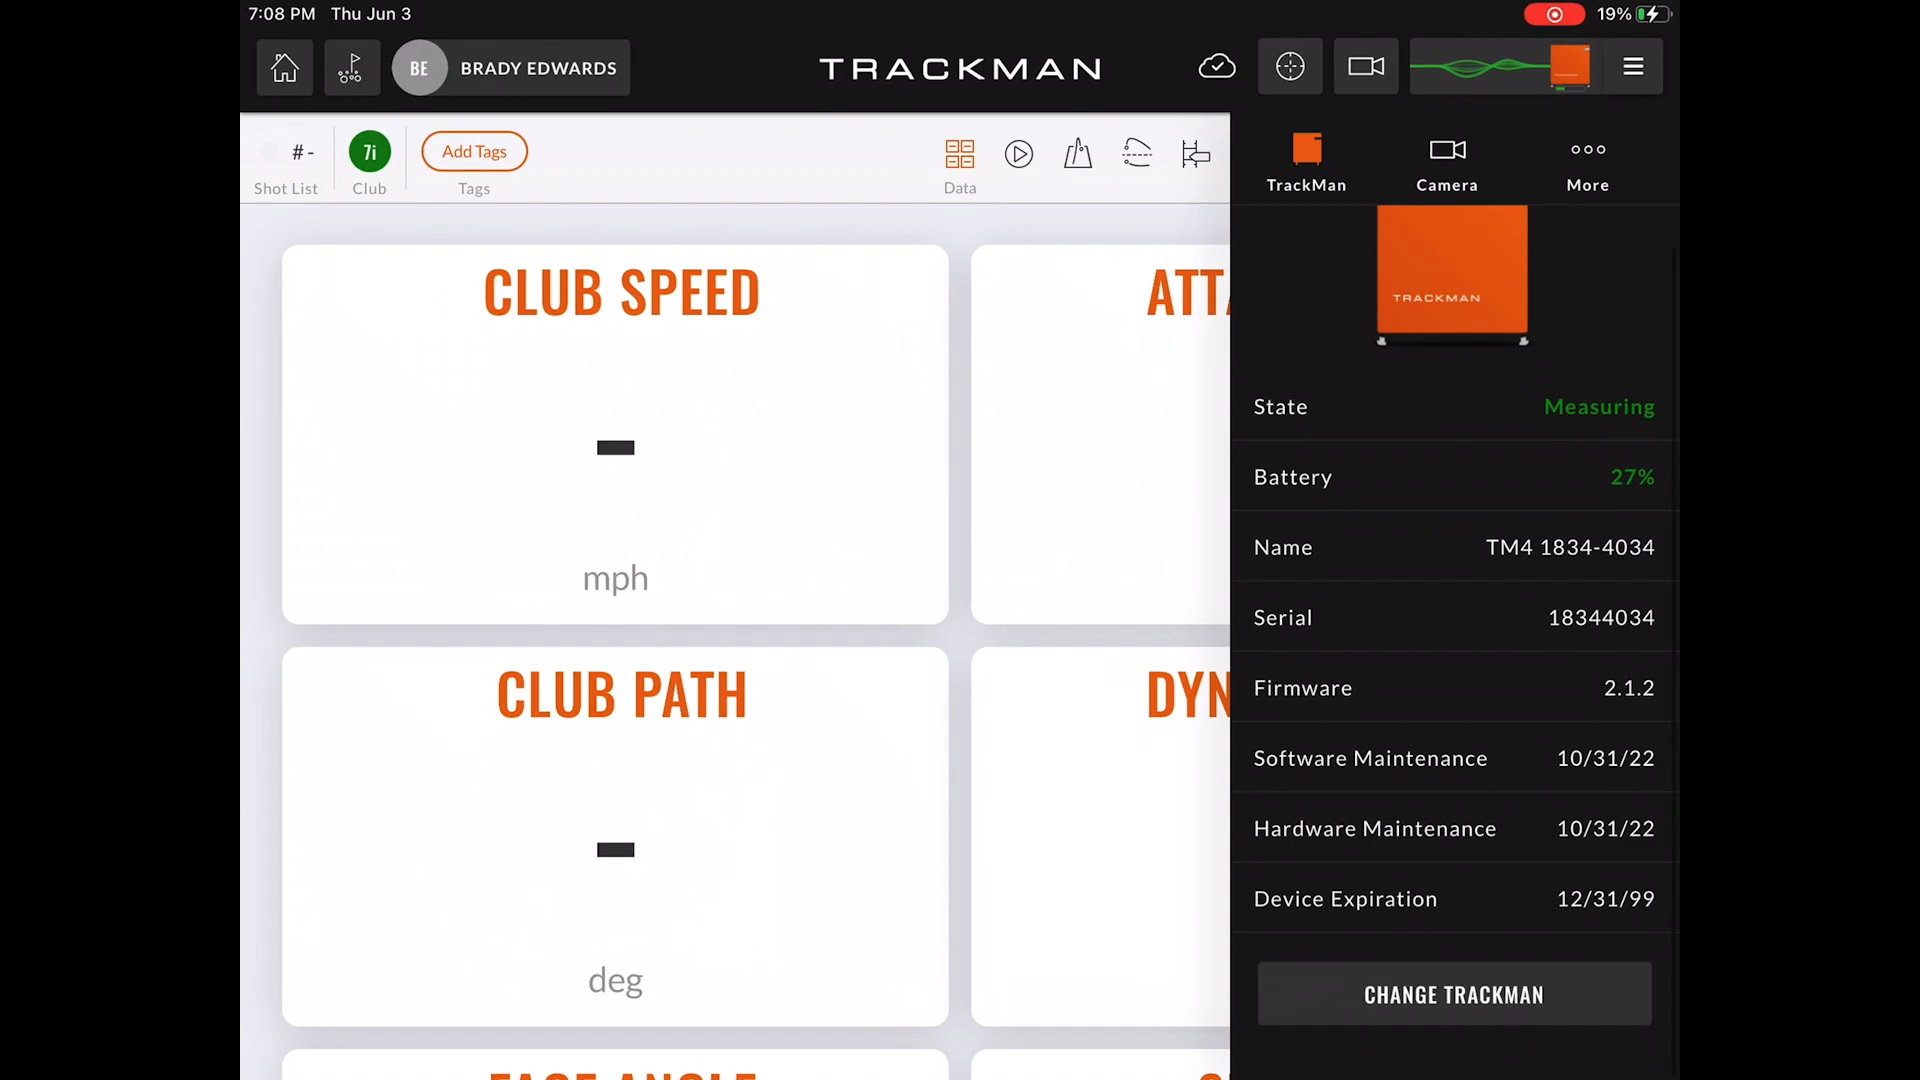 7:08 PM Thu Jun 3
19%
BE BRADY EDWARDS
TRACKMAN
# -
Shot List
7i
Club
Add Tags
Tags
Data
TrackMan
Camera
More
CLUB SPEED
-
mph
ATTA
CLUB PATH
-
deg
DYN
FACE ANGLE
TRACKMAN
State Measuring
Battery 27%
Name TM4 1834-4034
Serial 18344034
Firmware 2.1.2
Software Maintenance 10/31/22
Hardware Maintenance 10/31/22
Device Expiration 12/31/99
CHANGE TRACKMAN